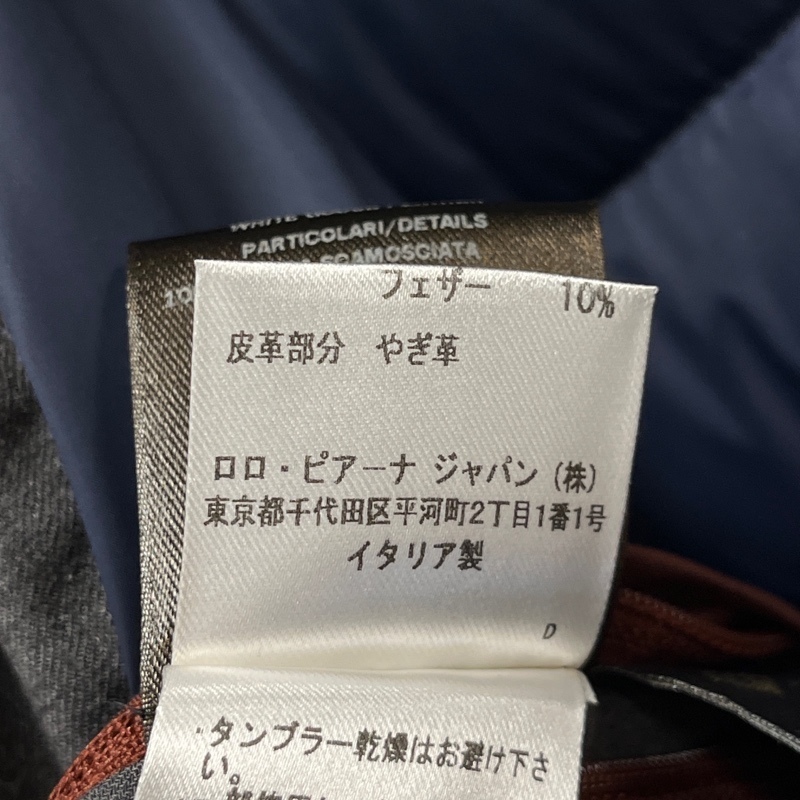 PARTICOLARI/DETAILS
SCAMOSCIATA
フェザー 10%
皮革部分 やぎ革
ロロ・ピアーナ ジャパン (株)
東京都千代田区平河町2丁目1番1号
イタリア製
D
・タンブラー乾燥はお避け下さ
い。